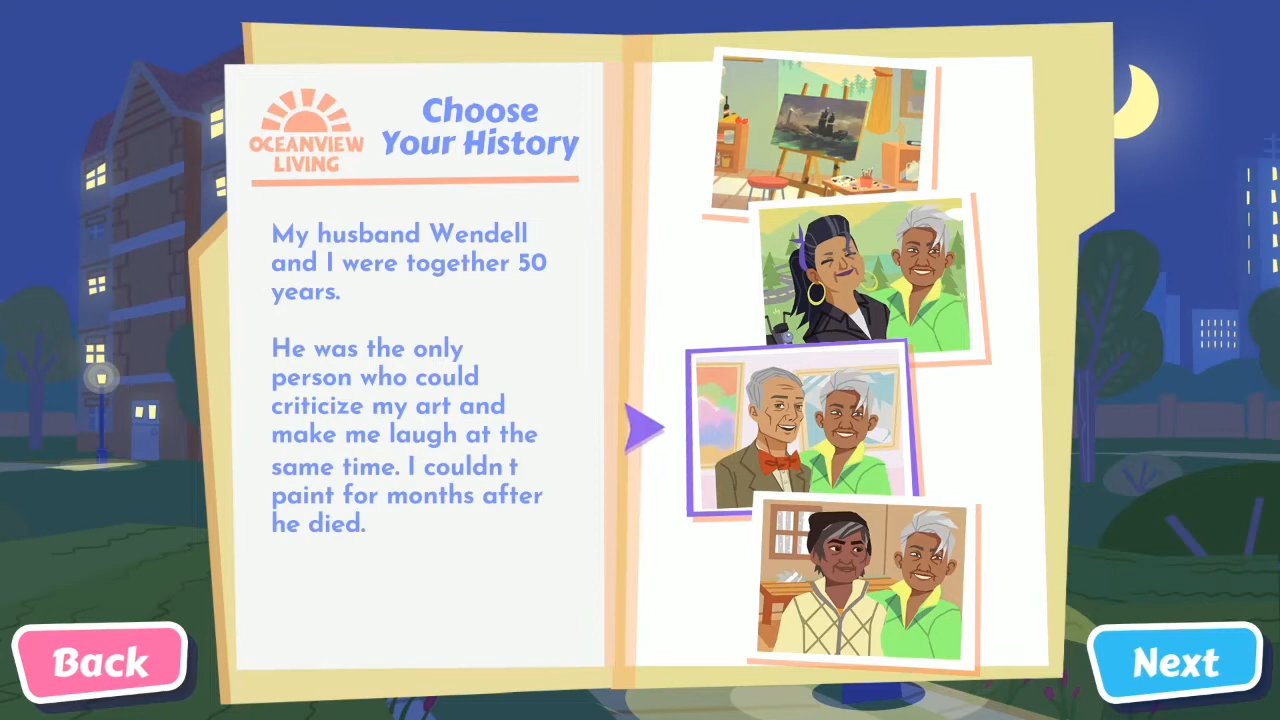 OCEANVIEW
LIVING
Choose
Your History
My husband Wendell
and I were together 50
years.
He was the only
person who could
criticize my art and
make me laugh at the
same time. I couldn t
paint for months after
he died.
Back
Next